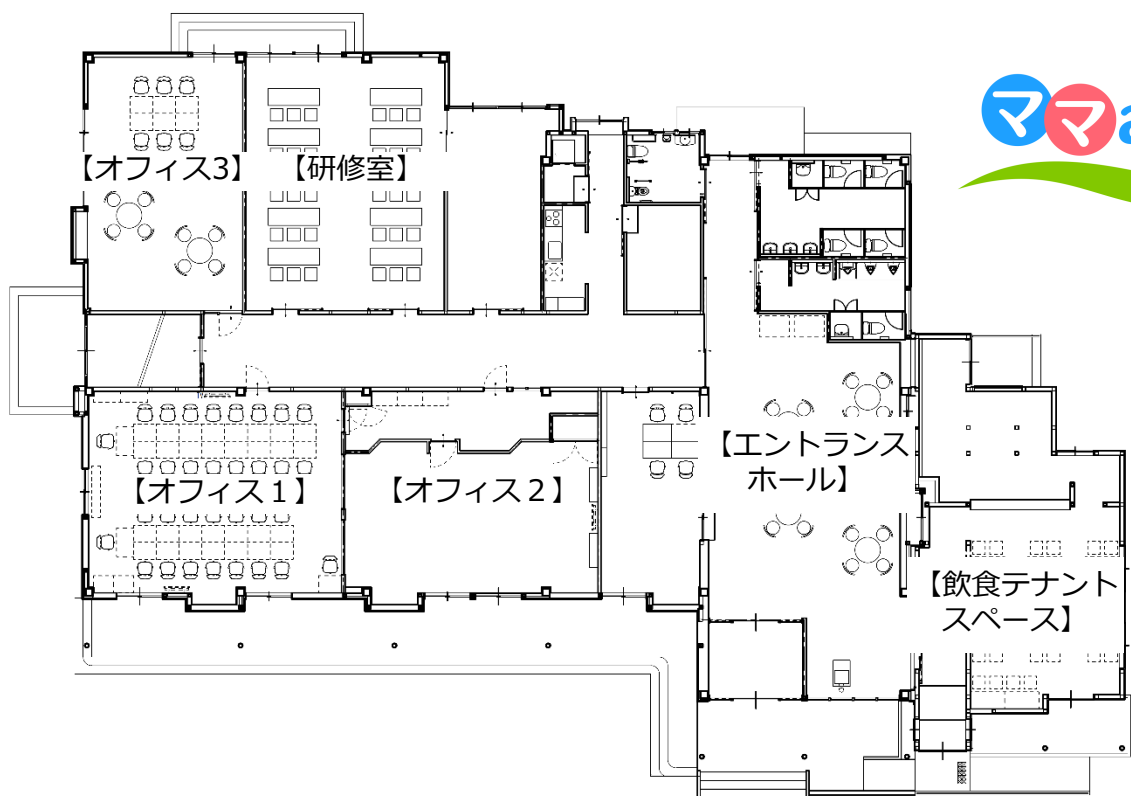 ママa
【オフィス3】
【研修室】
【エントランス
ホール】
【オフィス１】
【オフィス２】
【飲食テナント
スペース】